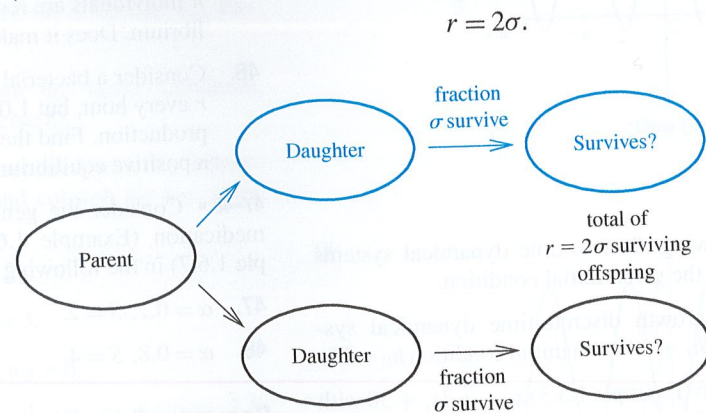 r = 2σ.
fraction
σ survive
Daughter
Survives?
Parent
total of
r = 2σ surviving
offspring
Daughter
Survives?
fraction
σ survive